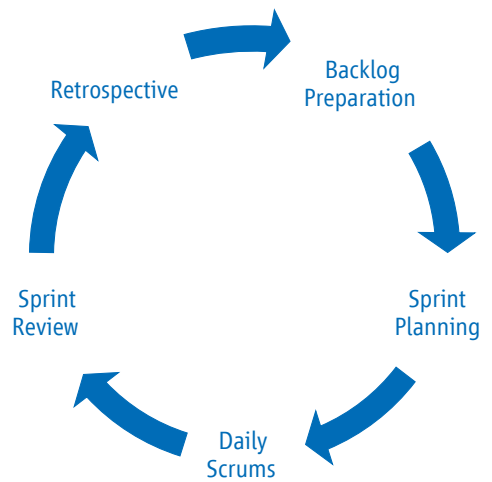 Retrospective
Backlog
Preparation
Sprint
Planning
Daily
Scrums
Sprint
Review